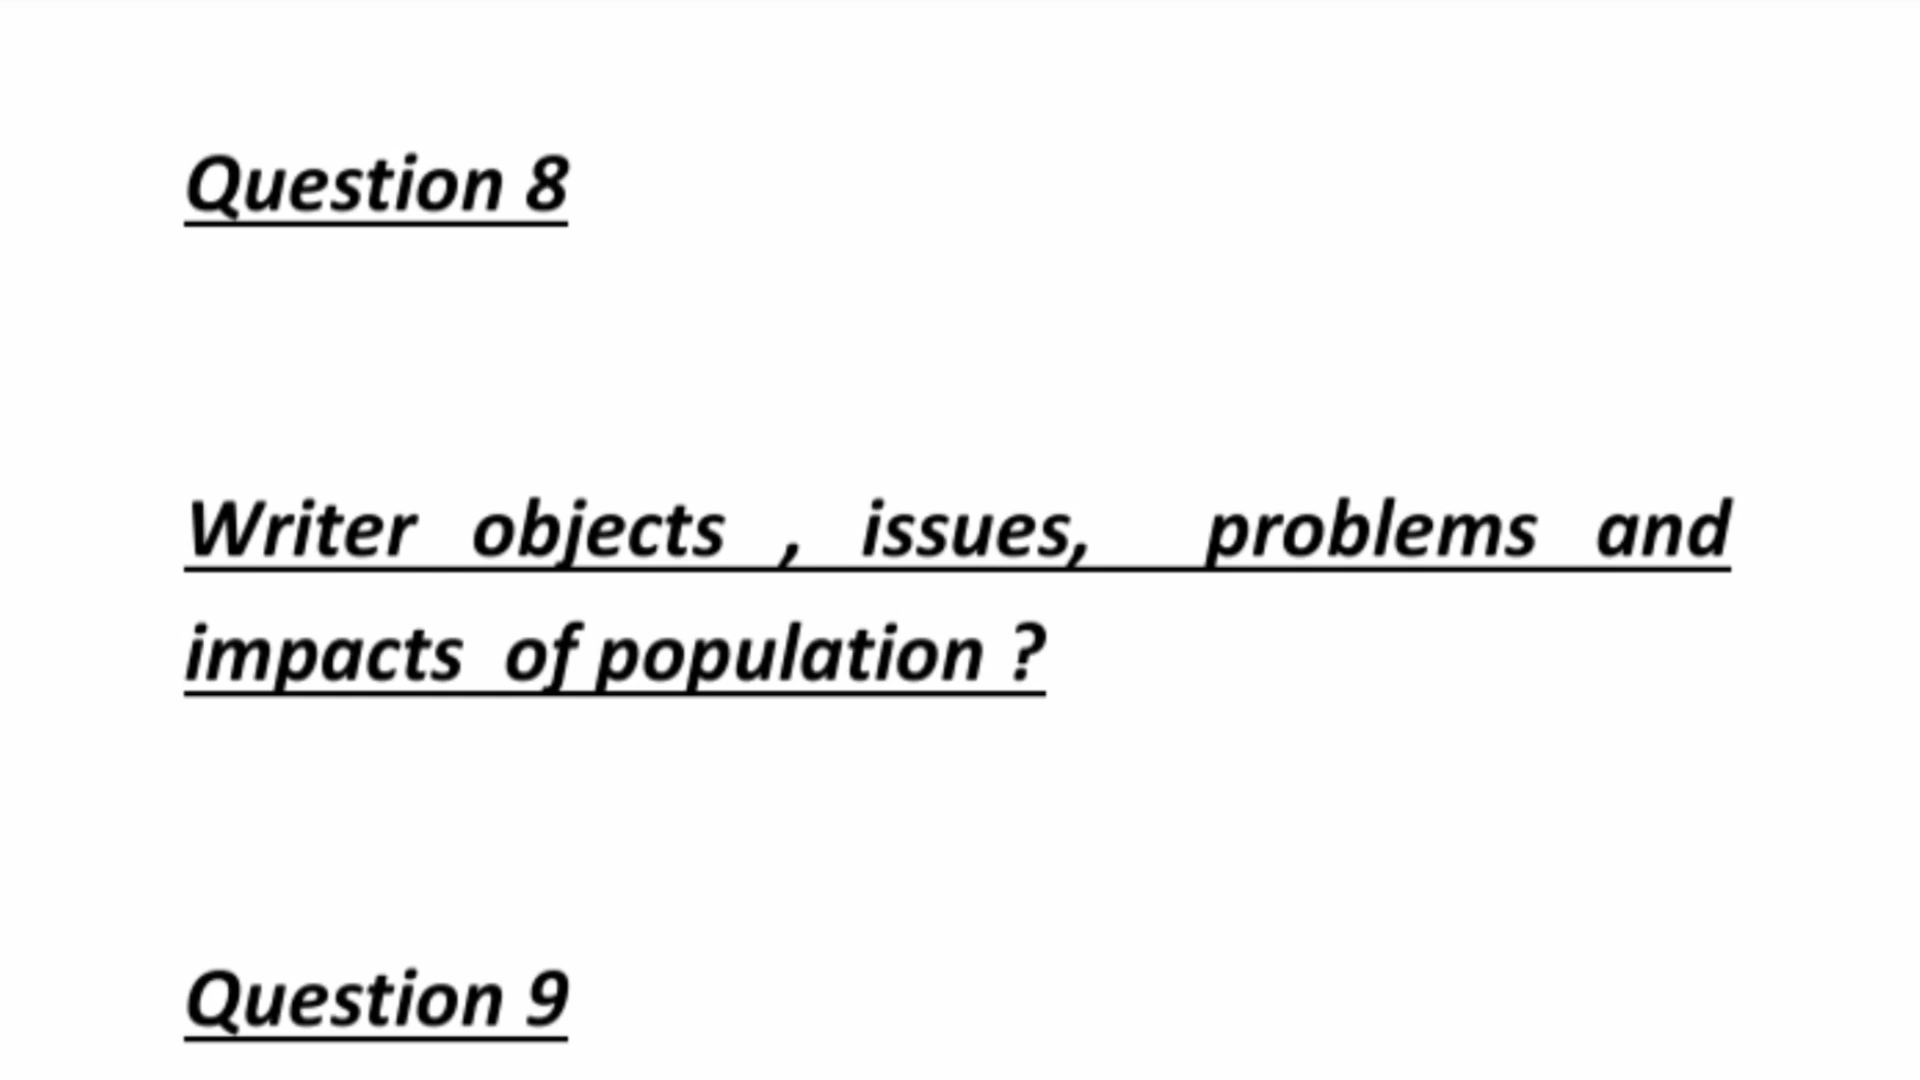 Question 8
Writer objects , issues, problems and
impacts of population ?
Question 9